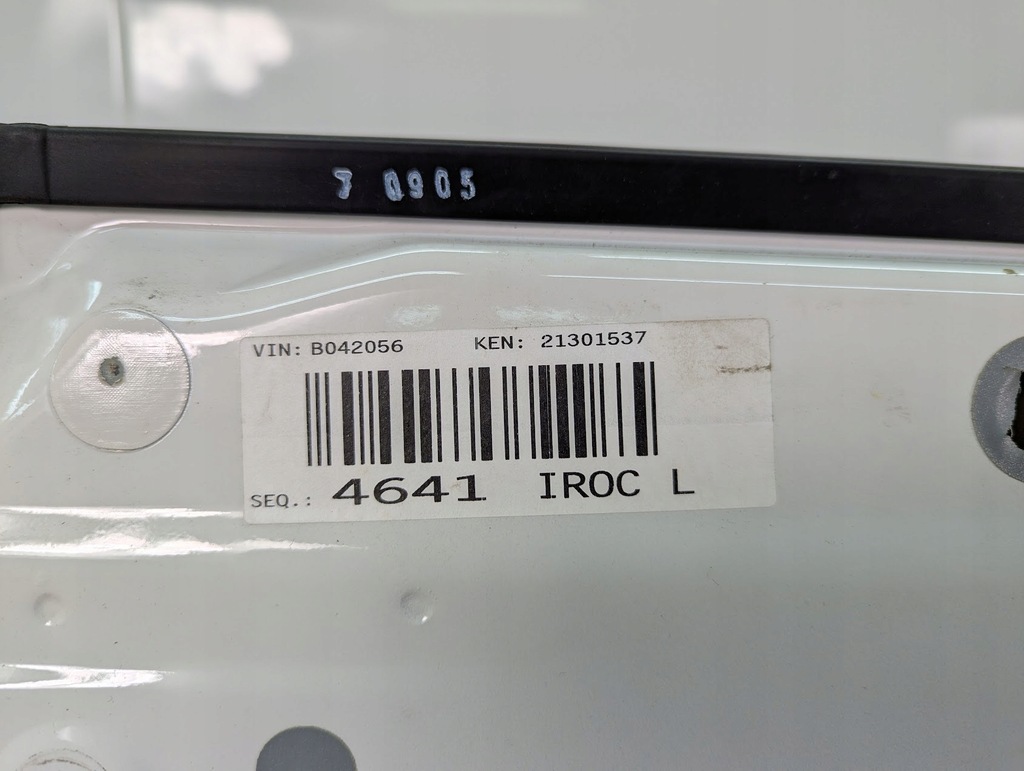 7 0905
VIN: B042056 KEN: 21301537
SEQ.: 4641 IROC L